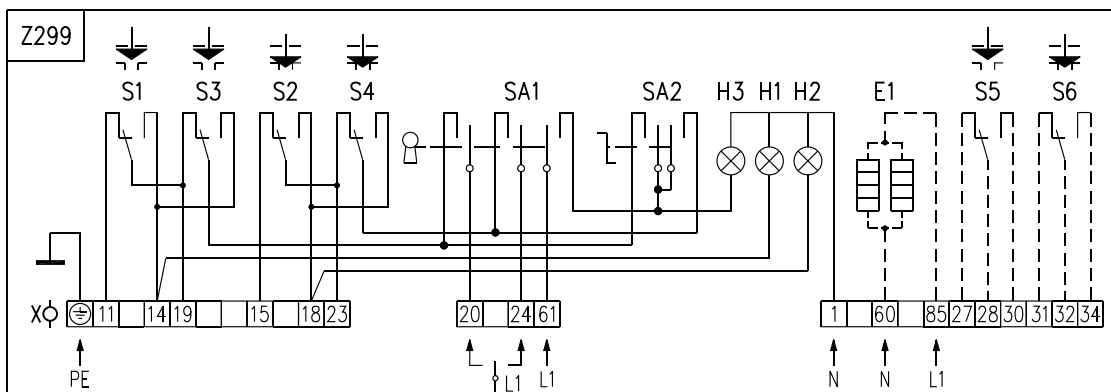 Z299
S1 S3 S2 S4 SA1 SA2 H3 H1 H2 E1 S5 S6
X 11 14 19 15 18 23 20 24 61 1 60 85 27 28 30 31 32 34
PE L1 L1 N N L1